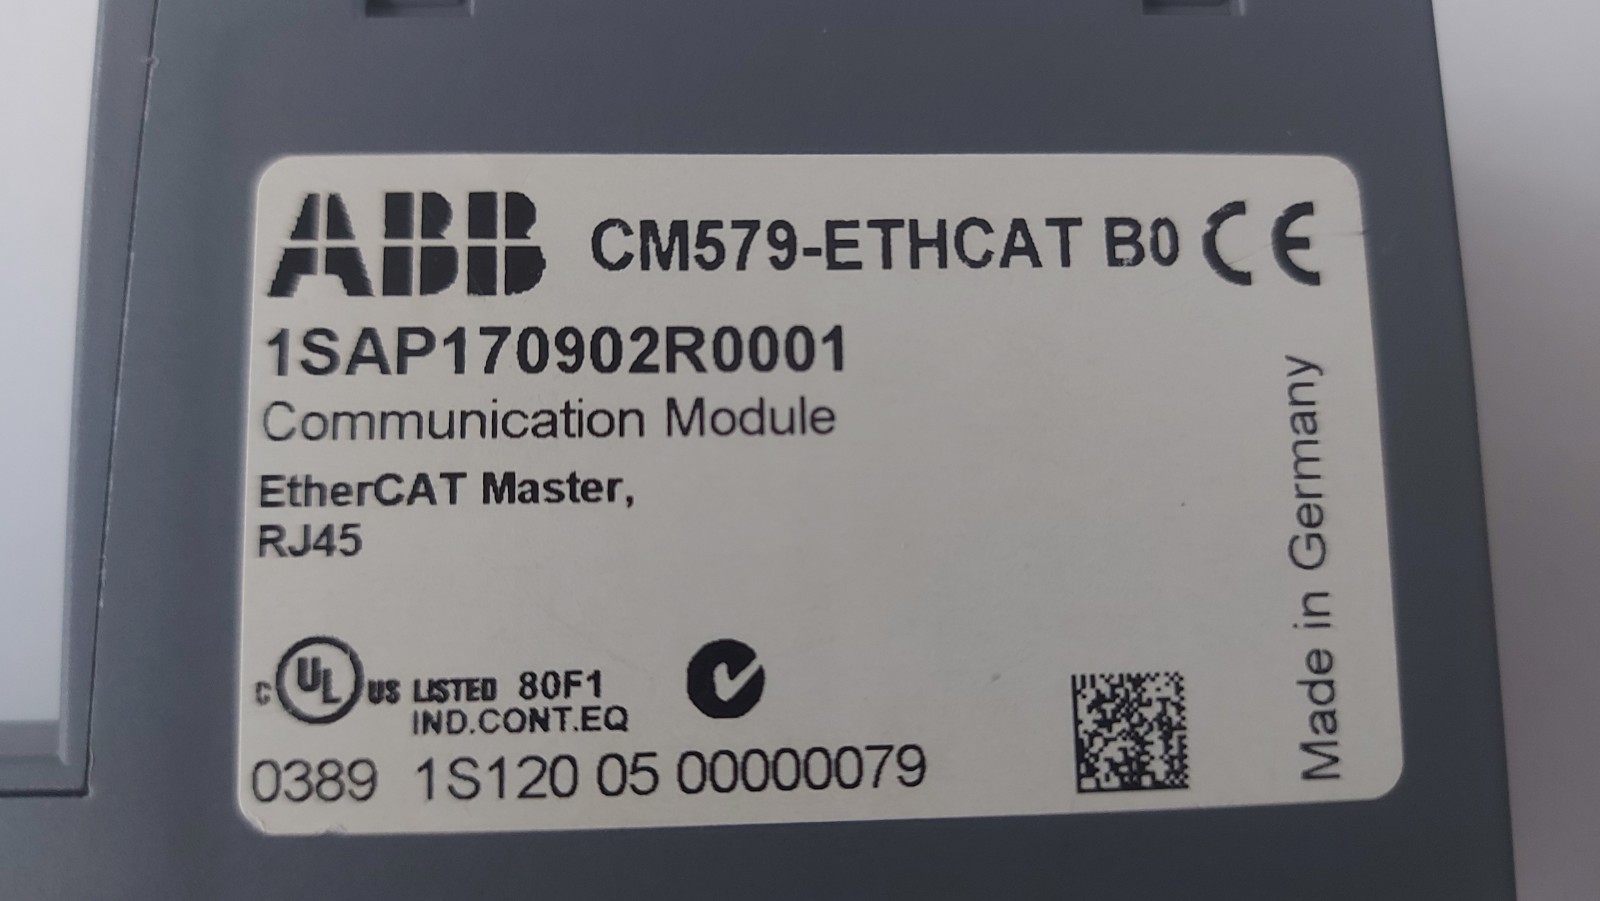 ABB CM579-ETHCAT B0 CE
1SAP170902R0001
Communication Module
EtherCAT Master,
RJ45
C UL US LISTED 80F1
IND.CONT.EQ
0389 1S120 05 00000079
Made in Germany